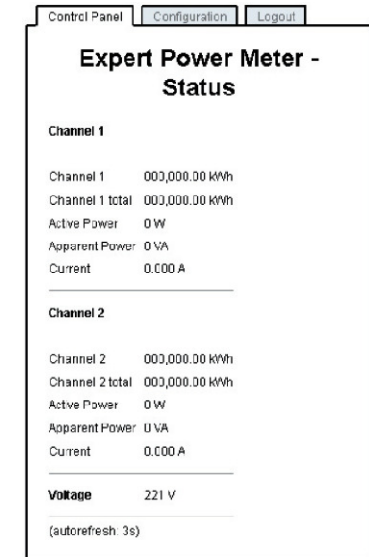 Control Panel Configuration Logout
Expert Power Meter -
Status
Channel 1
Channel 1 000,000.00 kWh
Channel 1 total 000,000.00 kWh
Active Power 0 W
Apparent Power 0 VA
Current 0.000 A
Channel 2
Channel 2 000,000.00 kWh
Channel 2 total 000,000.00 kWh
Active Power 0 W
Apparent Power 0 VA
Current 0.000 A
Voltage 221 V
(autorefresh: 3s)